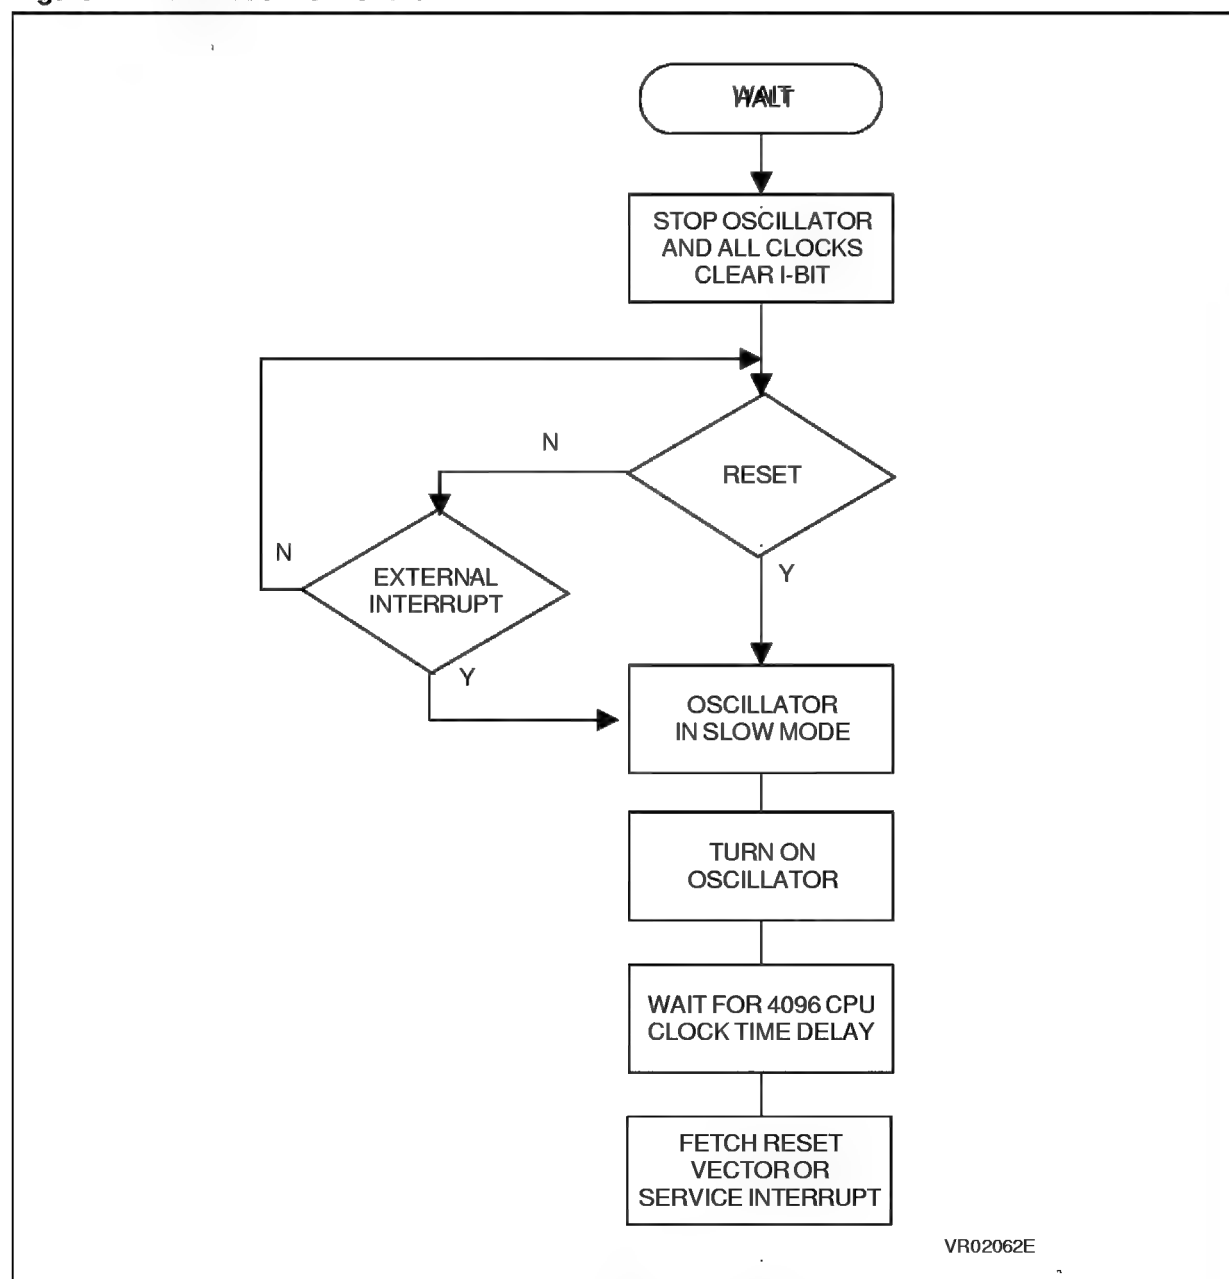 STOP OSCILLATOR
AND ALL CLOCKS
CLEAR I-BIT
N
RESET
N
EXTERNAL
INTERRUPT
Y
Y
OSCILLATOR
IN SLOW MODE
TURN ON
OSCILLATOR
WAIT FOR 4096 CPU
CLOCK TIME DELAY
FETCH RESET
VECTOR OR
SERVICE INTERRUPT
VR02062E